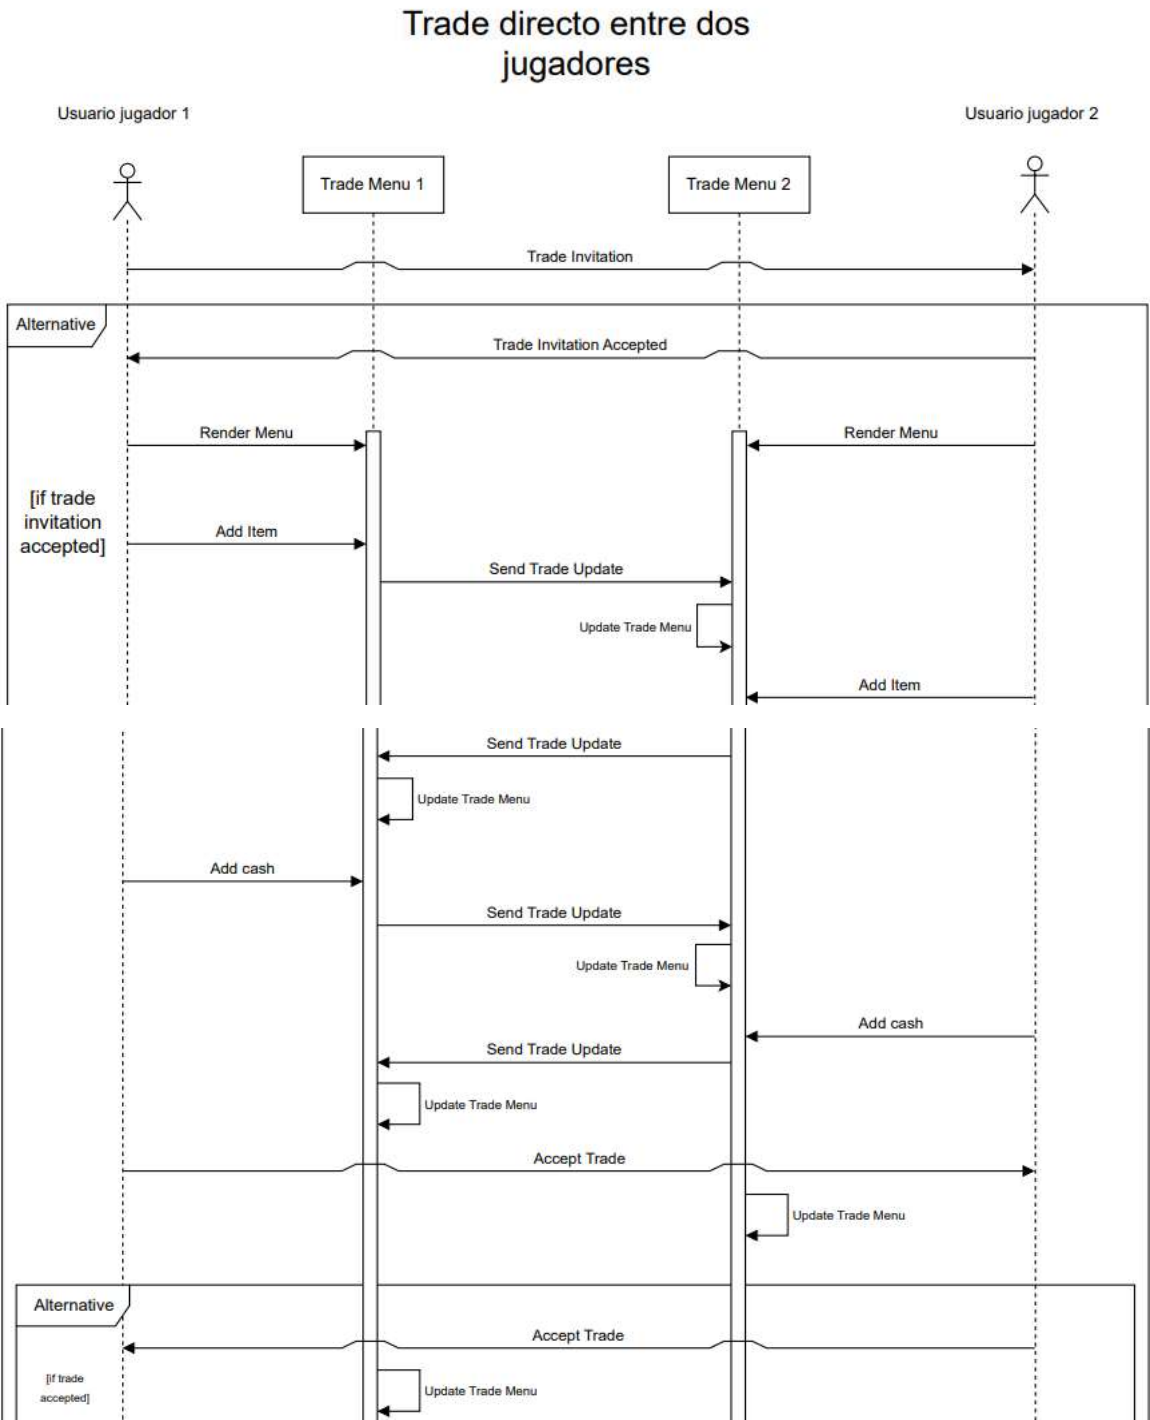 Trade directo entre dos
jugadores
Usuario jugador 1
Usuario jugador 2
Trade Menu 1
Trade Menu 2
Trade Invitation
Alternative
Trade Invitation Accepted
Render Menu
Render Menu
[if trade
invitation
accepted]
Add Item
Send Trade Update
Update Trade Menu
Add Item
Send Trade Update
Update Trade Menu
Add cash
Send Trade Update
Update Trade Menu
Add cash
Send Trade Update
Update Trade Menu
Accept Trade
Update Trade Menu
Alternative
Accept Trade
[if trade
accepted]
Update Trade Menu